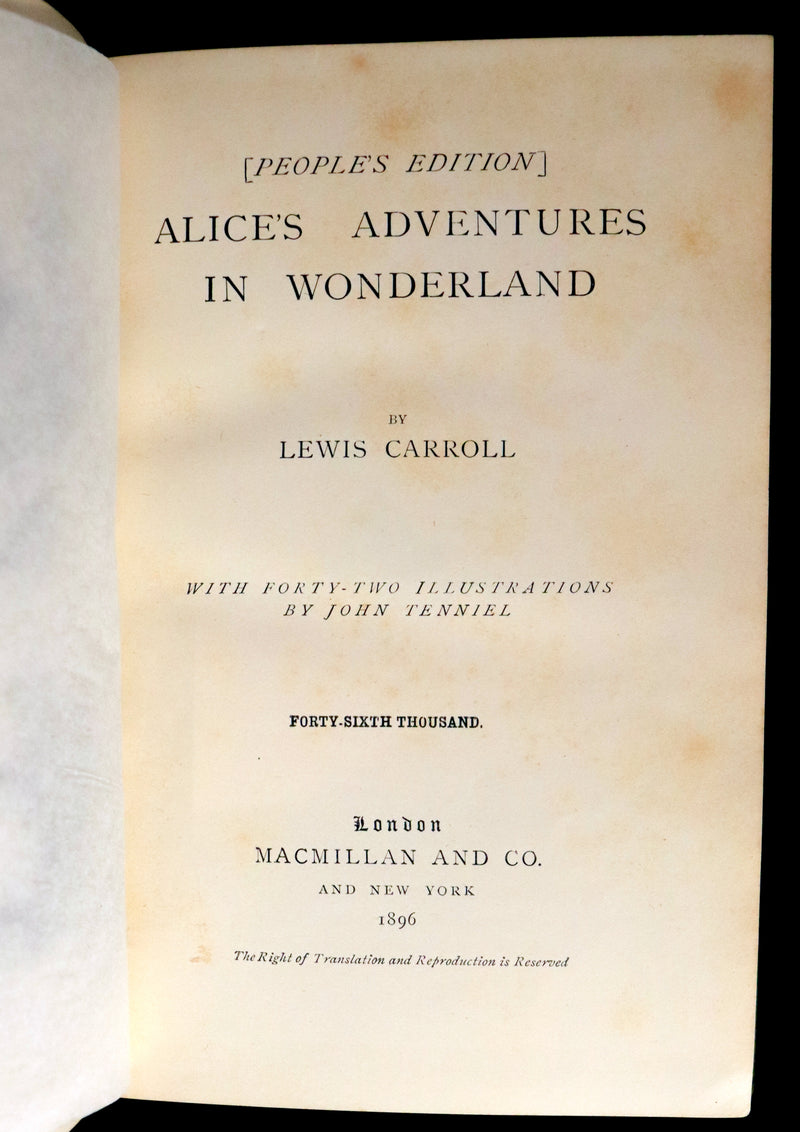 [PEOPLE'S EDITION]
ALICE'S ADVENTURES
IN WONDERLAND
BY
LEWIS CARROLL
WITH FORTY-TWO ILLUSTRATIONS
BY JOHN TENNIEL
FORTY-SIXTH THOUSAND.
London
MACMILLAN AND CO.
AND NEW YORK
1896
The Right of Translation and Reproduction is Reserved